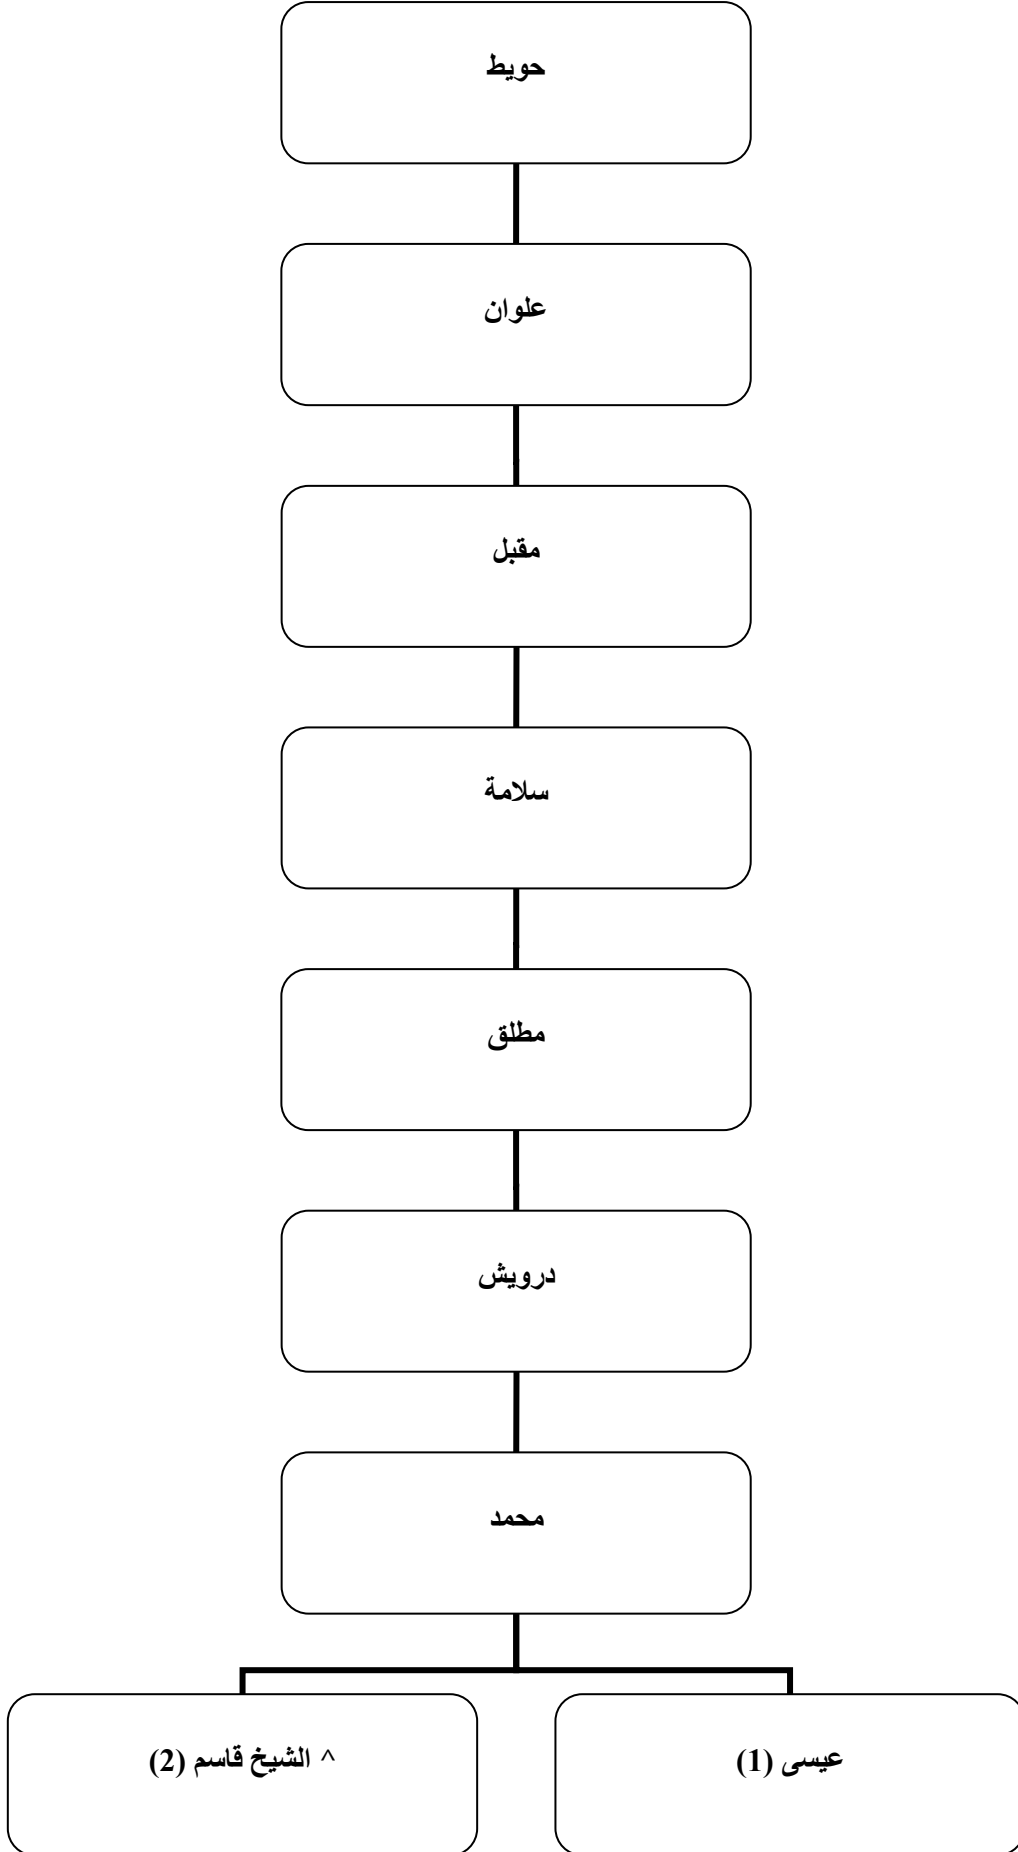 حويط
علوان
مقبل
سلامة
مطلق
درويش
محمد
عيسى (1)
^ الشيخ قاسم (2)